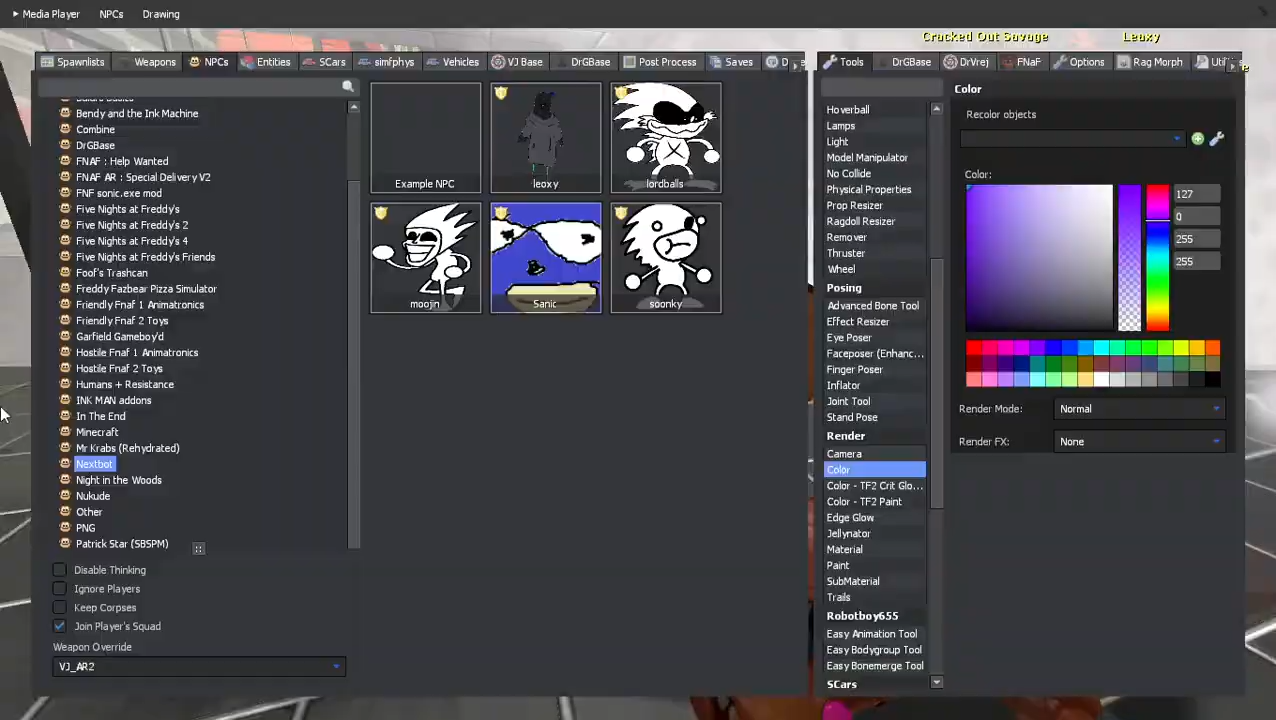 Media Player NPCs Drawing
Cracked Out Savage Leuxy
Spawnlists Weapons NPCs Entities SCars simfphys Vehicles VJ Base DrGBase Post Process Saves
Bendy and the Ink Machine
Combine
DrGBase
FNAF : Help Wanted
FNAF AR : Special Delivery V2
FNF sonic.exe mod
Five Nights at Freddy's
Five Nights at Freddy's 2
Five Nights at Freddy's 4
Five Nights at Freddy's Friends
Foof's Trashcan
Freddy Fazbear Pizza Simulator
Friendly Fnaf 1 Animatronics
Friendly Fnaf 2 Toys
Garfield Gameboy'd
Hostile Fnaf 1 Animatronics
Hostile Fnaf 2 Toys
Humans + Resistance
INK MAN addons
In The End
Minecraft
Mr Krabs (Rehydrated)
Nextbot
Night in the Woods
Nukude
Other
PNG
Patrick Star (SBSPM)
Disable Thinking
Ignore Players
Keep Corpses
Join Player's Squad
Weapon Override
VJ_AR2
Example NPC leoxy lordballs
moojin Sanic soonky
Tools DrGBase DrVrej FNaF Options Rag Morph
Hoverball
Lamps
Light
Model Manipulator
No Collide
Physical Properties
Prop Resizer
Ragdoll Resizer
Remover
Thruster
Wheel
Posing
Advanced Bone Tool
Effect Resizer
Eye Poser
Faceposer (Enhanc...
Finger Poser
Inflator
Joint Tool
Stand Pose
Render
Camera
Color
Color - TF2 Crit Glo...
Color - TF2 Paint
Edge Glow
Jellynator
Material
Paint
SubMaterial
Trails
Robotboy655
Easy Animation Tool
Easy Bodygroup Tool
Easy Bonemerge Tool
SCars
Color
Recolor objects
Color:
127
0
255
255
Render Mode: Normal
Render FX: None